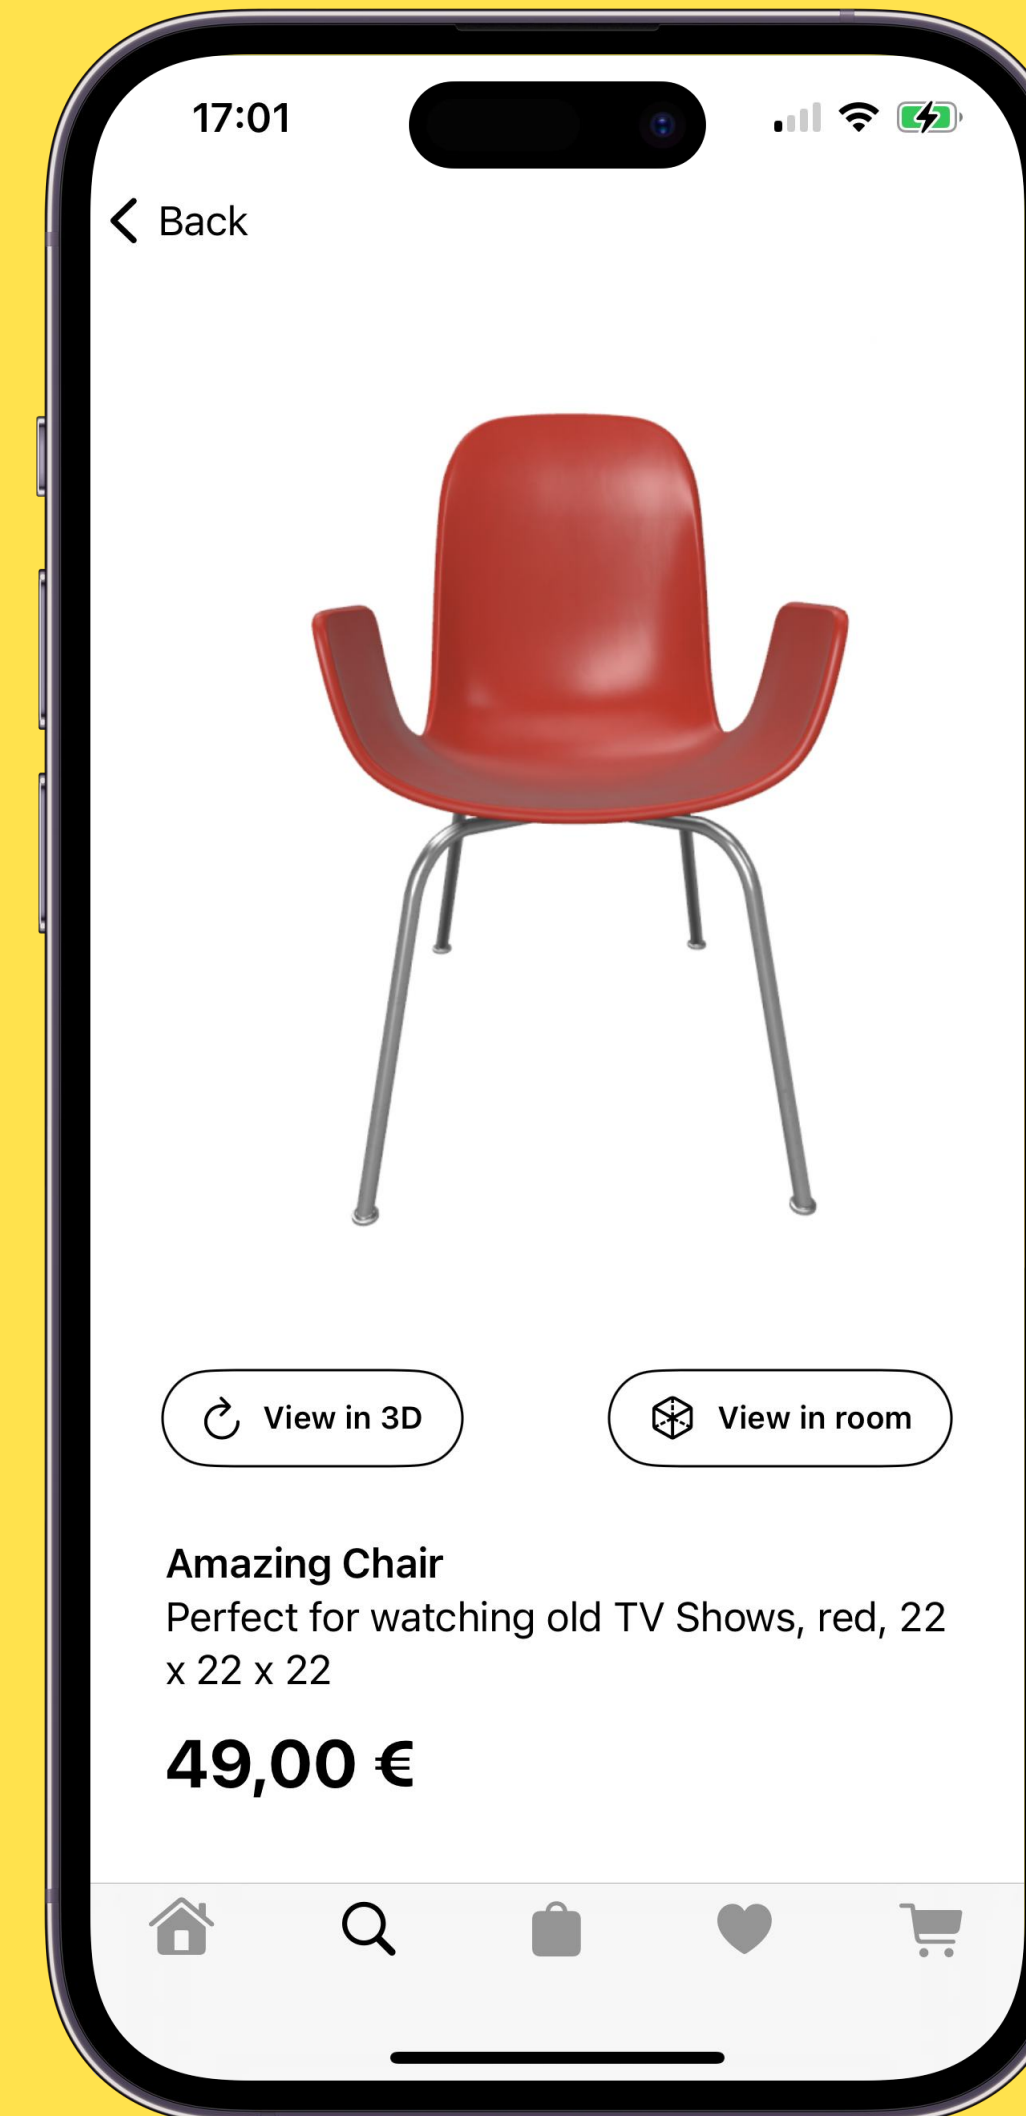 17:01
Back
View in 3D
View in room
Amazing Chair
Perfect for watching old TV Shows, red, 22
x 22 x 22
49,00 €